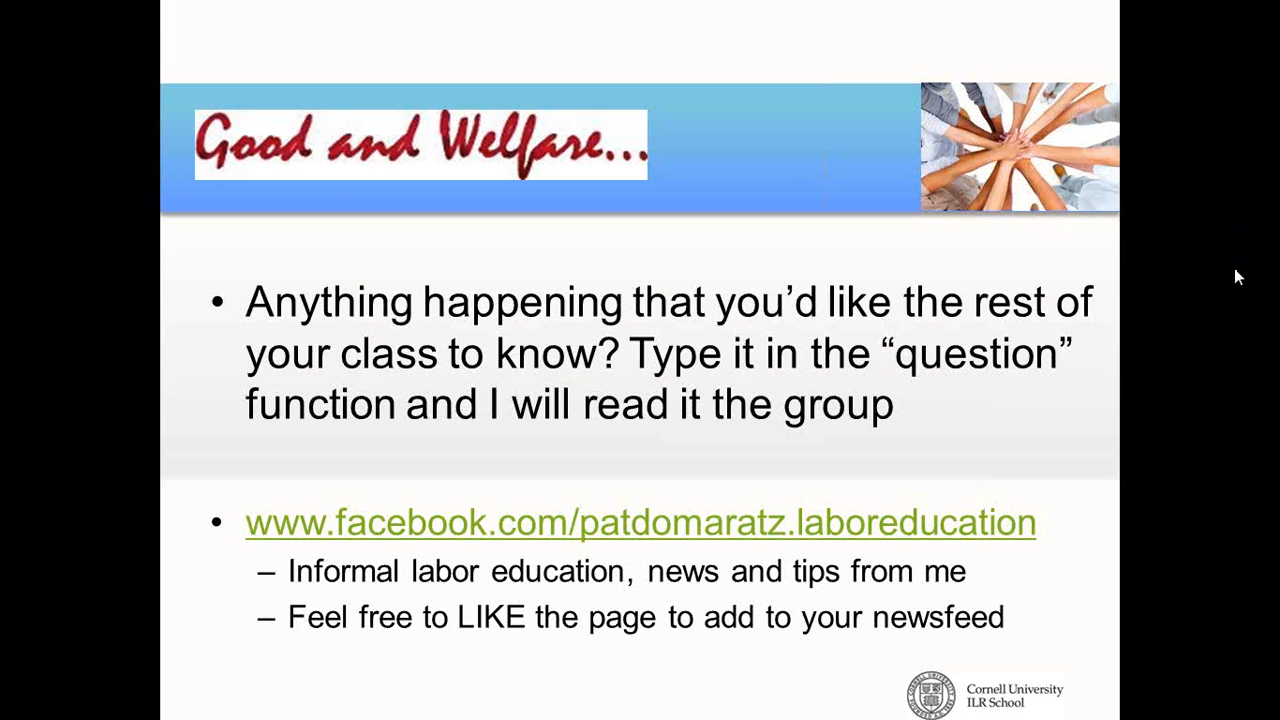 Good and Welfare...
• Anything happening that you’d like the rest of
your class to know? Type it in the “question”
function and I will read it the group
• www.facebook.com/patdomaratz.laboreducation
– Informal labor education, news and tips from me
– Feel free to LIKE the page to add to your newsfeed
Cornell University
ILR School